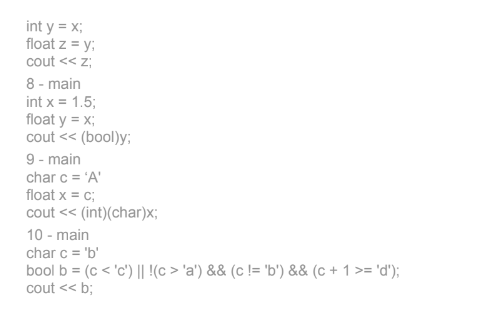 int y = x;
float z = y;
cout << z;
8 - main
int x = 1.5;
float y = x;
cout << (bool)y;
9 - main
char c = ‘A'
float x = c;
cout << (int)(char)x;
10 - main
char c = 'b'
bool b = (c < 'c') || !(c > 'a') && (c != 'b') && (c + 1 >= 'd');
cout << b;